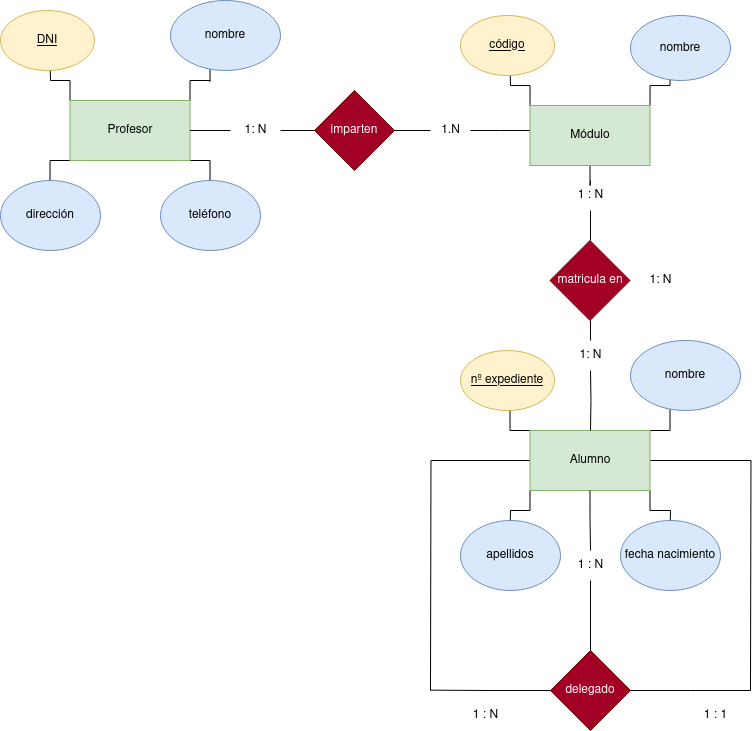 DNI
nombre
código
nombre
Profesor
1: N
imparten
1.N
Módulo
dirección
teléfono
1 : N
matricula en
1: N
1: N
nº expediente
nombre
Alumno
apellidos
1 : N
fecha nacimiento
delegado
1 : N
1 : 1